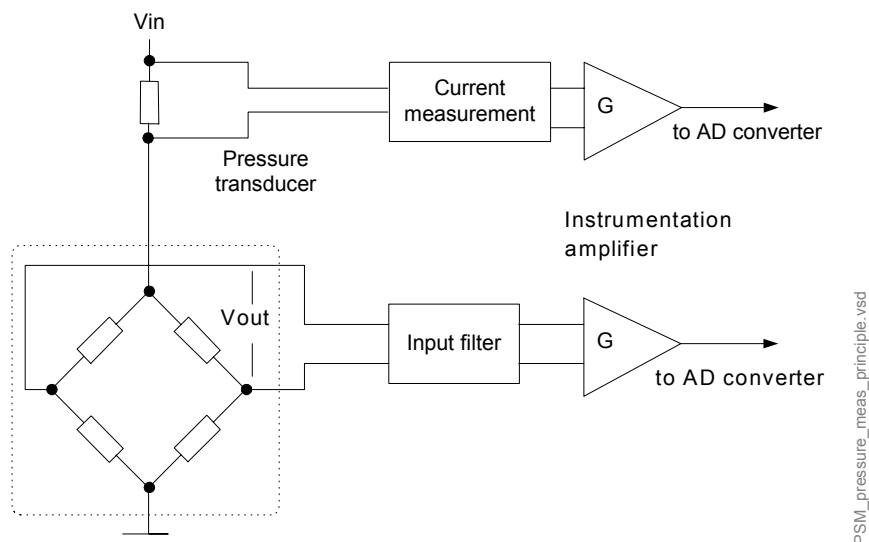 Vin
Current
measurement
G
to AD converter
Pressure
transducer
Instrumentation
amplifier
Vout
Input filter
G
to AD converter
PSM_pressure_meas_principle.vsd